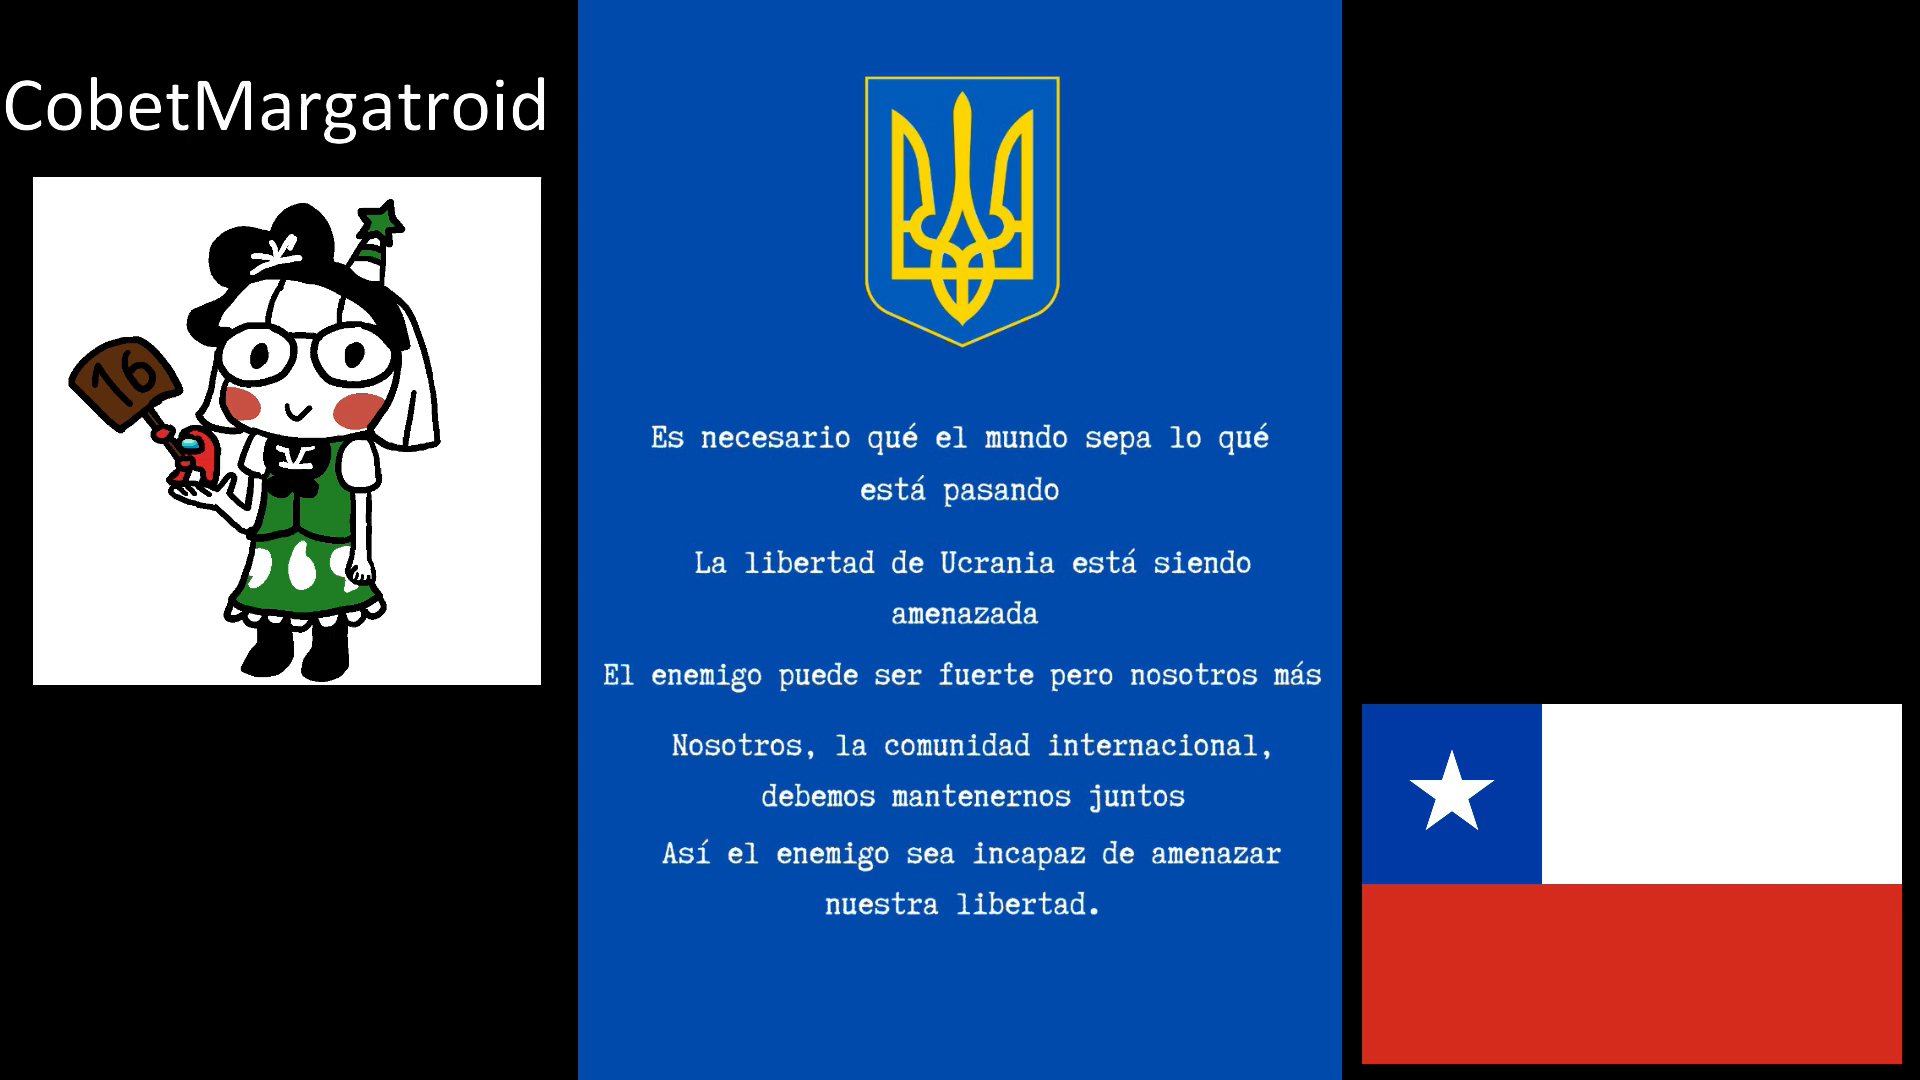 CobetMargatroid
16
Es necesario qué el mundo sepa lo qué
está pasando
La libertad de Ucrania está siendo
amenazada
El enemigo puede ser fuerte pero nosotros más
Nosotros, la comunidad internacional,
debemos mantenernos juntos
Así el enemigo sea incapaz de amenazar
nuestra libertad.